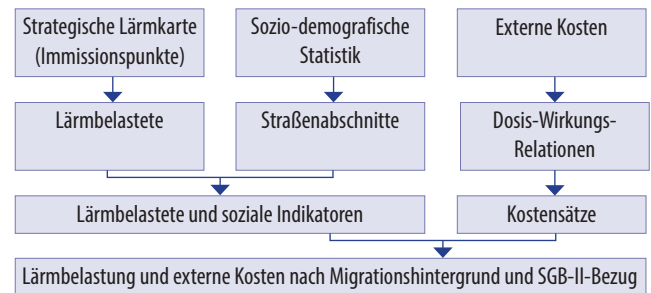 Strategische Lärmkarte
(Immissionspunkte)
Sozio-demografische
Statistik
Externe Kosten
Lärmbelastete
Straßenabschnitte
Dosis-Wirkungs-
Relationen
Lärmbelastete und soziale Indikatoren
Kostensätze
Lärmbelastung und externe Kosten nach Migrationshintergrund und SGB-II-Bezug